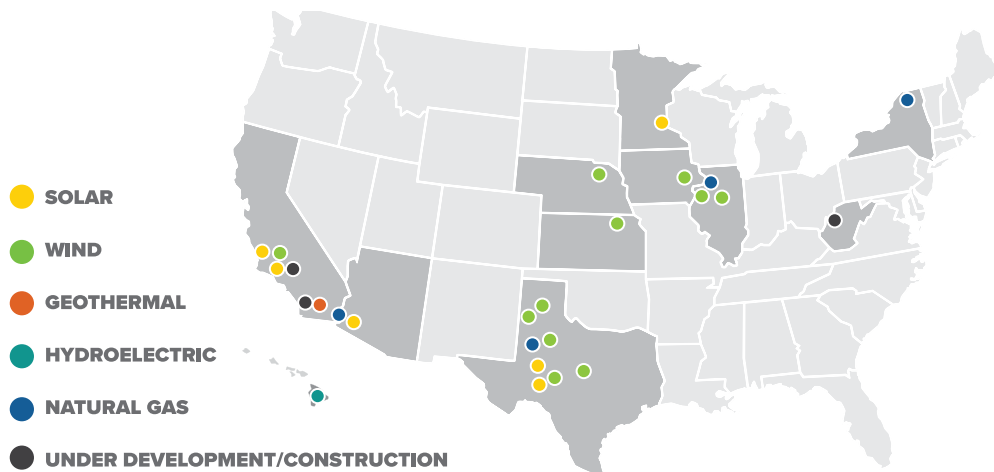 SOLAR
WIND
GEOTHERMAL
HYDROELECTRIC
NATURAL GAS
UNDER DEVELOPMENT/CONSTRUCTION